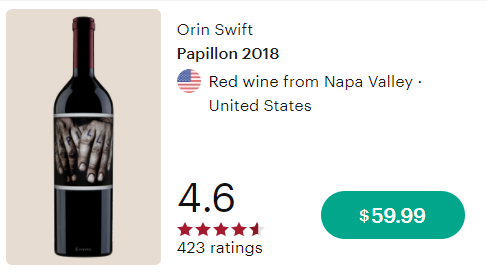 Orin Swift
Papillon 2018
Red wine from Napa Valley ·
United States
4.6
423 ratings
$59.99